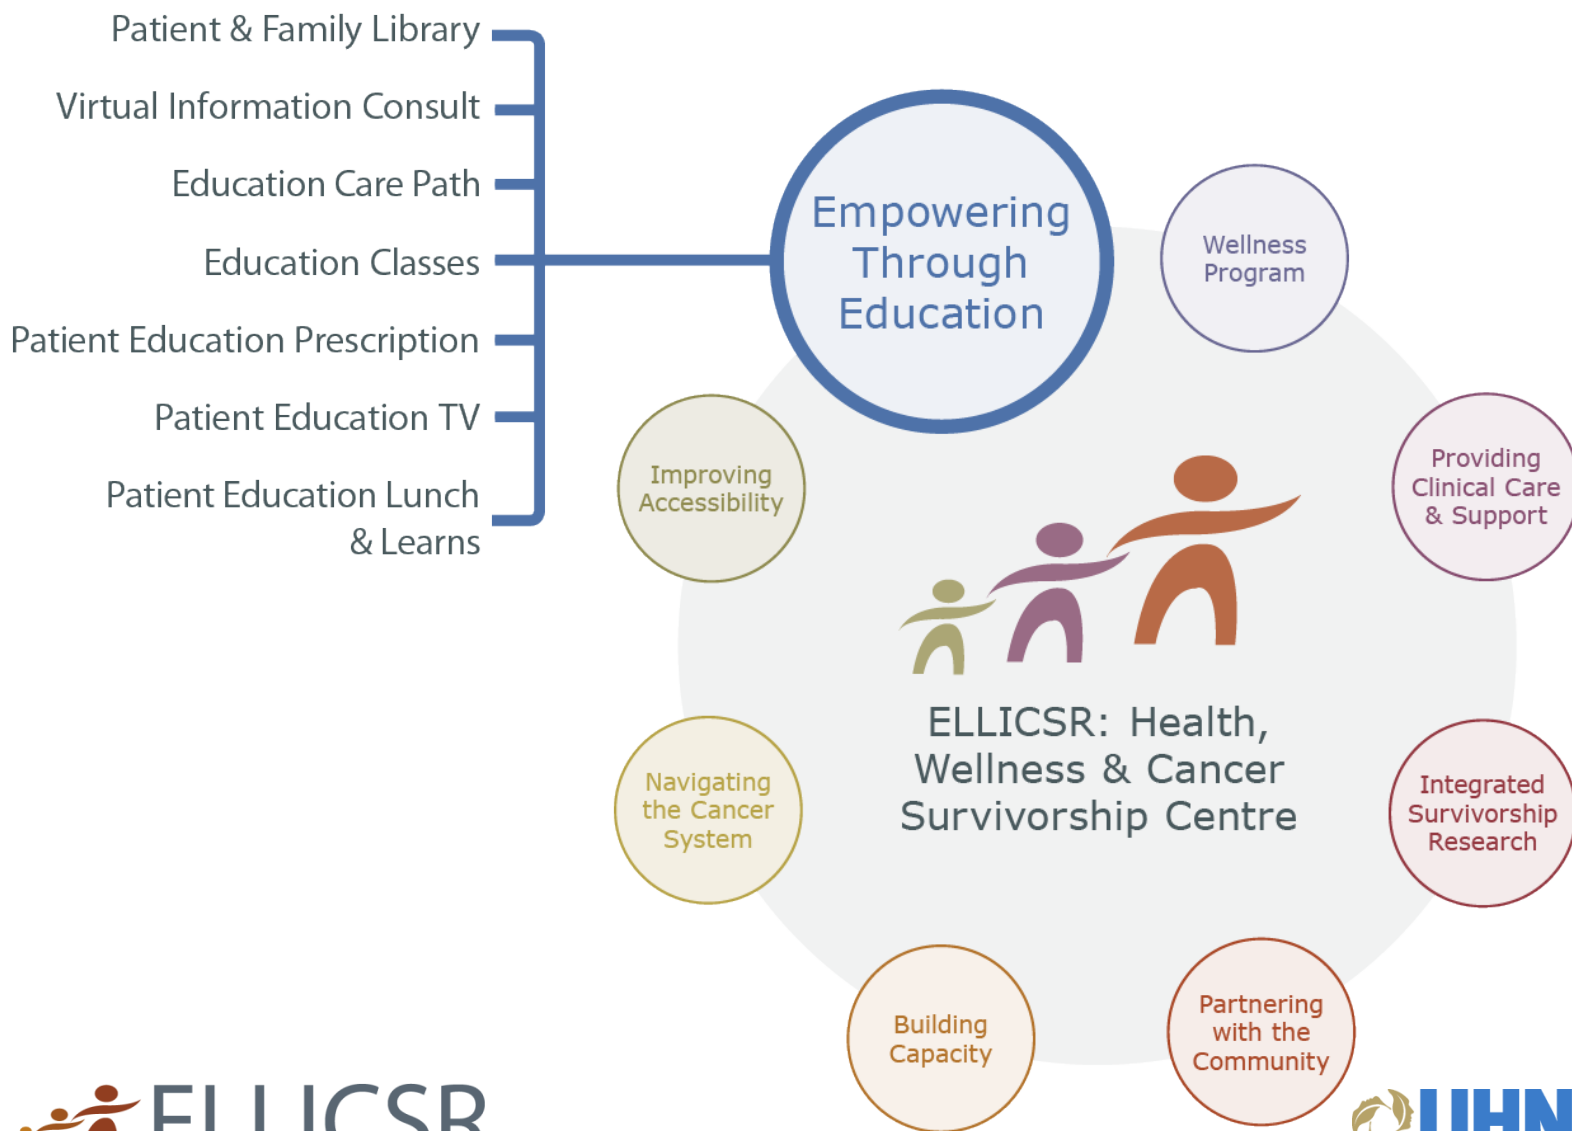 Patient & Family Library
Virtual Information Consult
Education Care Path
Education Classes
Patient Education Prescription
Patient Education TV
Patient Education Lunch
& Learns
Empowering
Through
Education
Wellness
Program
Providing
Clinical Care
& Support
Integrated
Survivorship
Research
Partnering
with the
Community
Building
Capacity
Navigating
the Cancer
System
Improving
Accessibility
ELLICSR: Health,
Wellness & Cancer
Survivorship Centre
ELLICSR
UHN